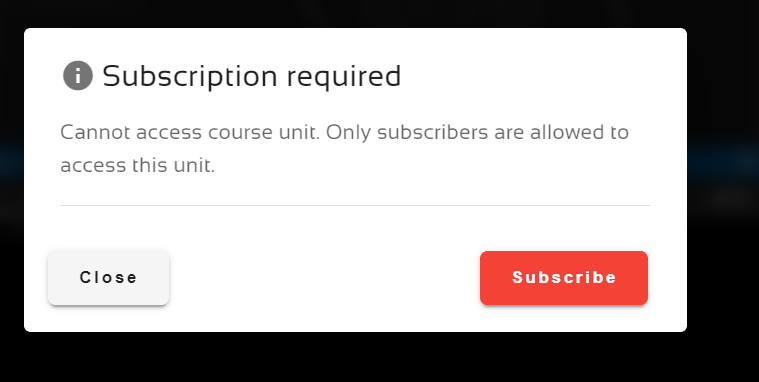 Subscription required
Cannot access course unit. Only subscribers are allowed to
access this unit.
Close
Subscribe